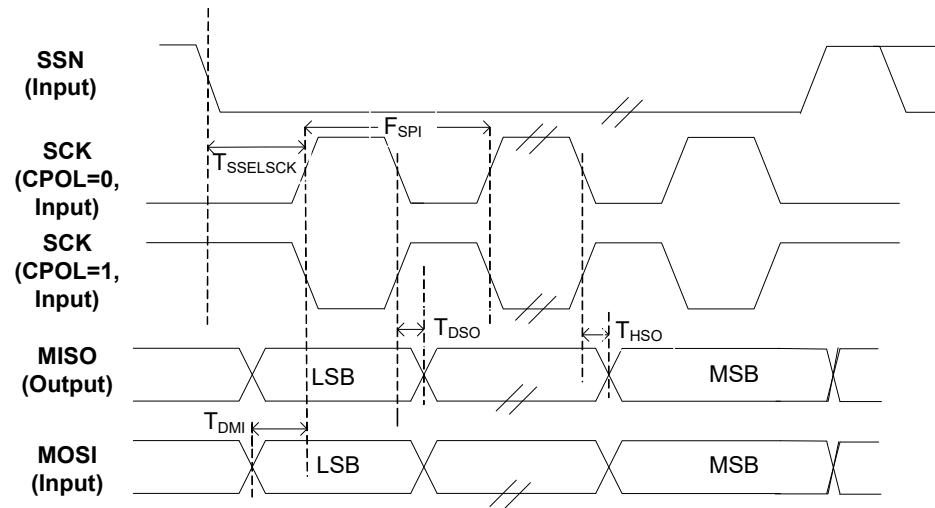 SSN
(Input)
F_SPI
SCK
(CPOL=0,
Input)
T_SSELSCK
SCK
(CPOL=1,
Input)
T_DSO
T_HSO
MISO
(Output)
LSB
MSB
T_DMI
MOSI
(Input)
LSB
MSB